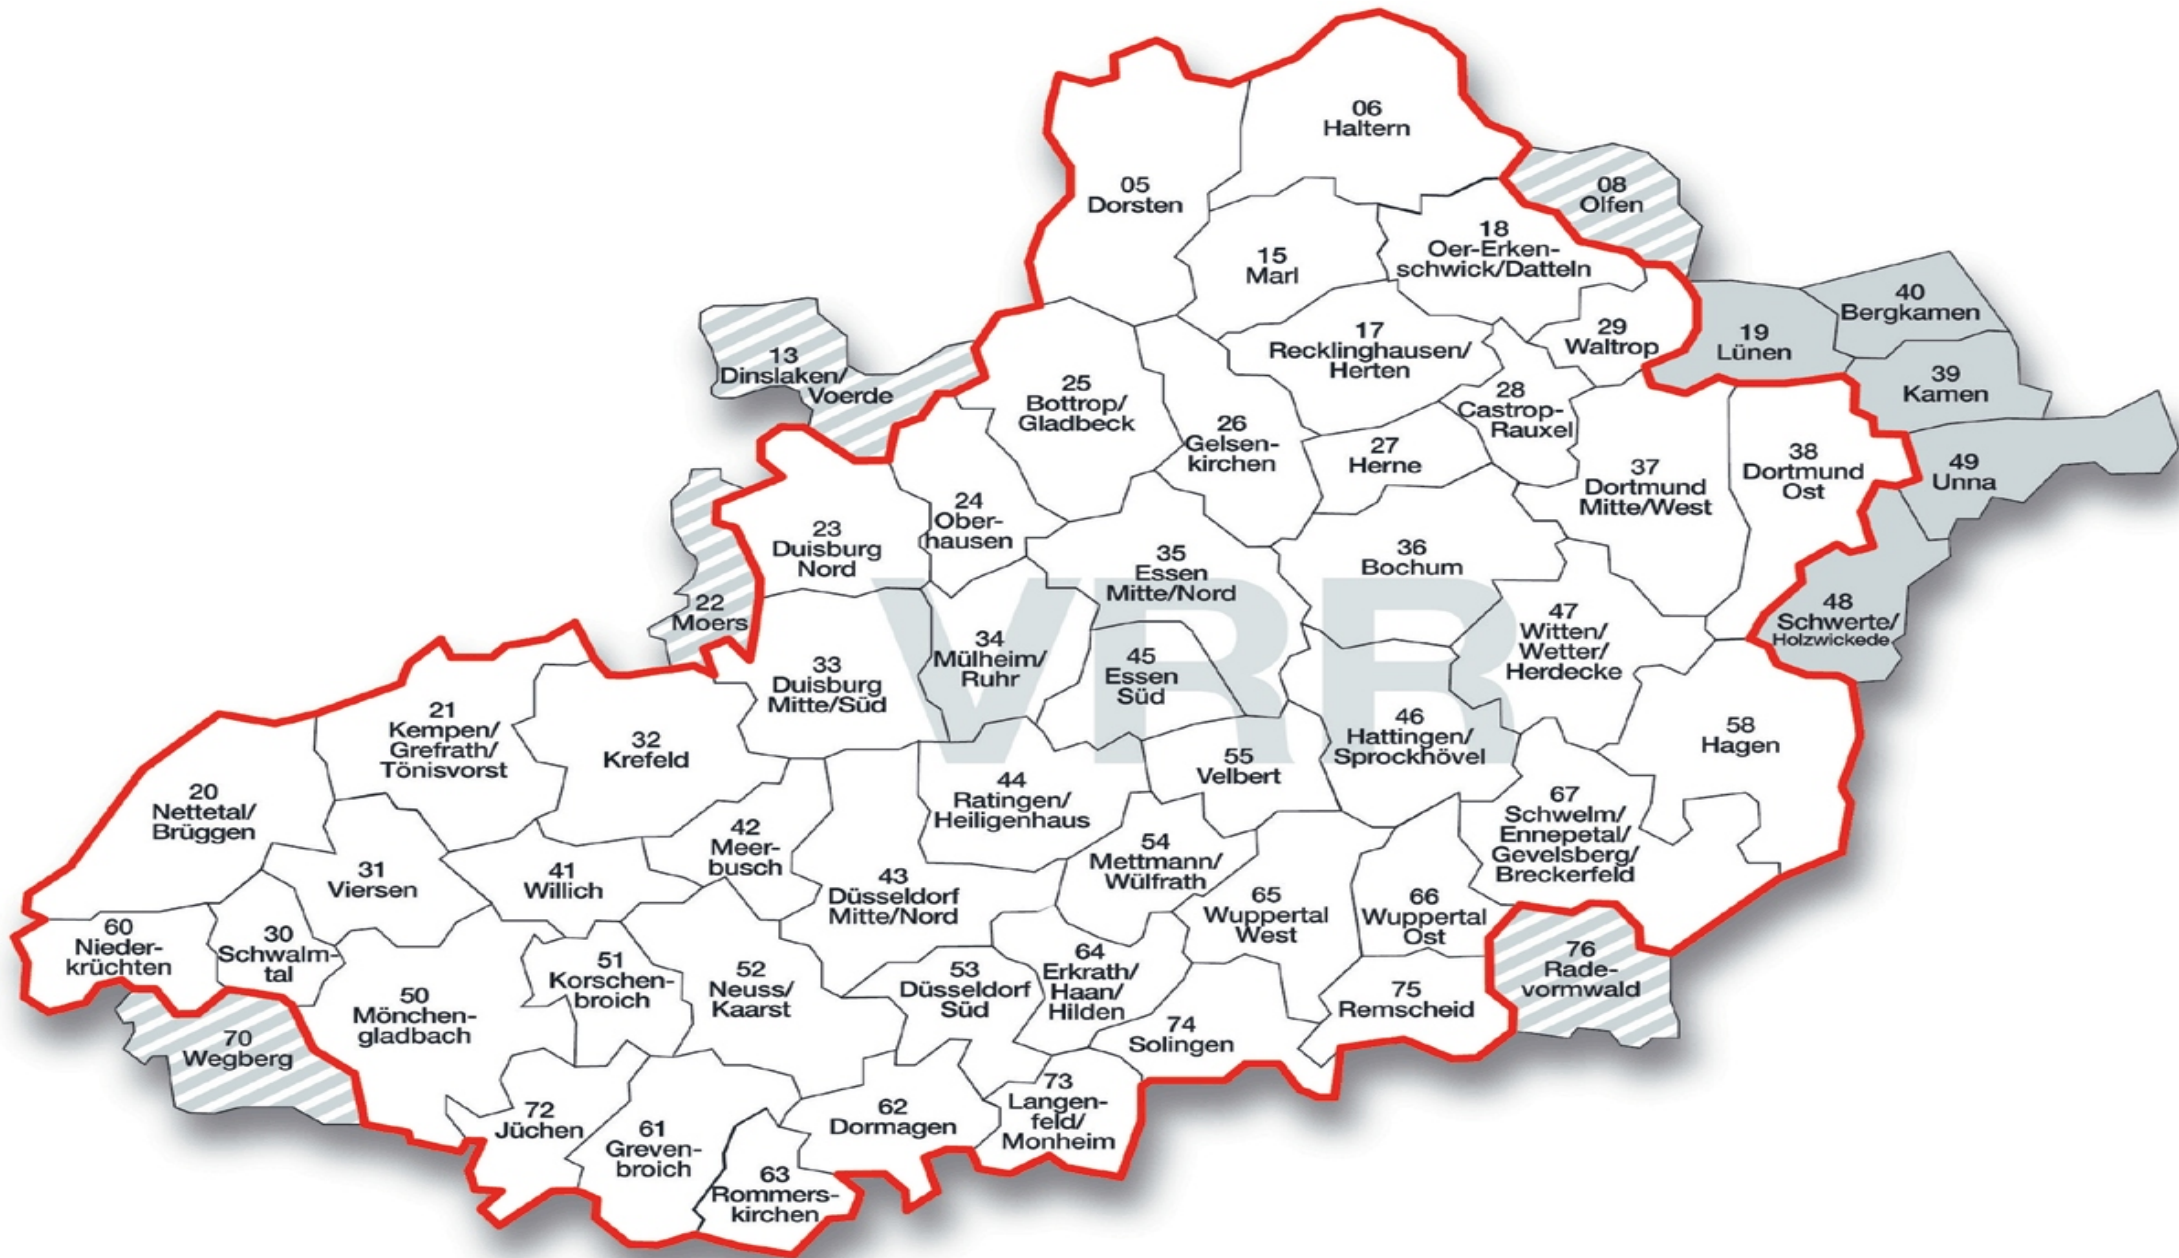 06
Haltern
05
Dorsten
08
Olfen
18
Oer-Erken-
schwick/Datteln
15
Marl
40
Bergkamen
19
Lünen
29
Waltrop
17
Recklinghausen/
Herten
13
Dinslaken/
Voerde
39
Kamen
25
Bottrop/
Gladbeck
28
Castrop-
Rauxel
26
Gelsen-
kirchen
27
Herne
38
Dortmund
Ost
49
Unna
37
Dortmund
Mitte/West
24
Ober-
hausen
23
Duisburg
Nord
35
Essen
Mitte/Nord
36
Bochum
VRR
22
Moers
48
Schwerte/
Holzwickede
47
Witten/
Wetter/
Herdecke
34
Mülheim/
Ruhr
45
Essen
Süd
33
Duisburg
Mitte/Süd
21
Kempen/
Grefrath/
Tönisvorst
32
Krefeld
46
Hattingen/
Sprockhövel
58
Hagen
55
Velbert
44
Ratingen/
Heiligenhaus
20
Nettetal/
Brüggen
67
Schwelm/
Ennepetal/
Gevelsberg/
Breckerfeld
42
Meer-
busch
54
Mettmann/
Wülfrath
31
Viersen
41
Willich
43
Düsseldorf
Mitte/Nord
65
Wuppertal
West
66
Wuppertal
Ost
60
Nieder-
krüchten
30
Schwalm-
tal
51
Korschen-
broich
52
Neuss/
Kaarst
53
Düsseldorf
Süd
64
Erkrath/
Haan/
Hilden
76
Rade-
vormwald
75
Remscheid
50
Mönchen-
gladbach
74
Solingen
70
Wegberg
73
Langen-
feld/
Monheim
72
Jüchen
62
Dormagen
61
Greven-
broich
63
Rommers-
kirchen